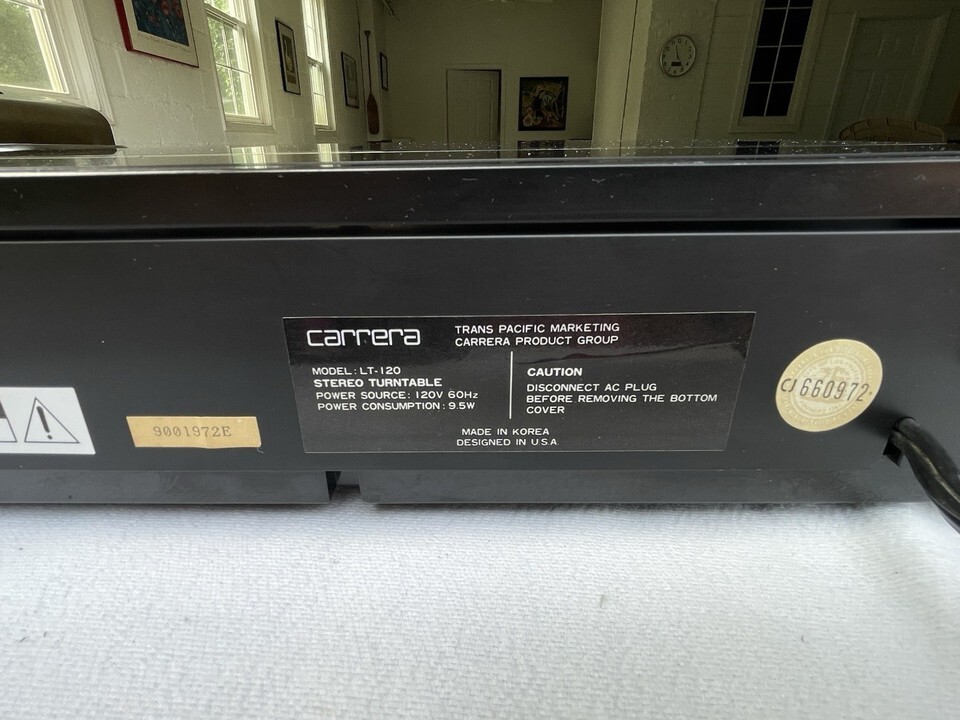 carrera
TRANS PACIFIC MARKETING
CARRERA PRODUCT GROUP
MODEL: LT-120
STEREO TURNTABLE
POWER SOURCE: 120V 60Hz
POWER CONSUMPTION: 9.5W
CAUTION
DISCONNECT AC PLUG
BEFORE REMOVING THE BOTTOM
COVER
MADE IN KOREA
DESIGNED IN U.S.A.
9001972E
CJ 660972